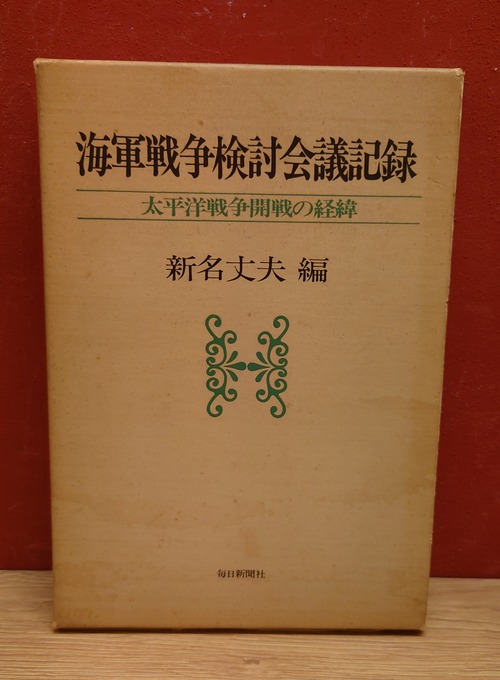 海軍戦争検討会議記録
太平洋戦争開戦の経緯
新名丈夫 編
毎日新聞社